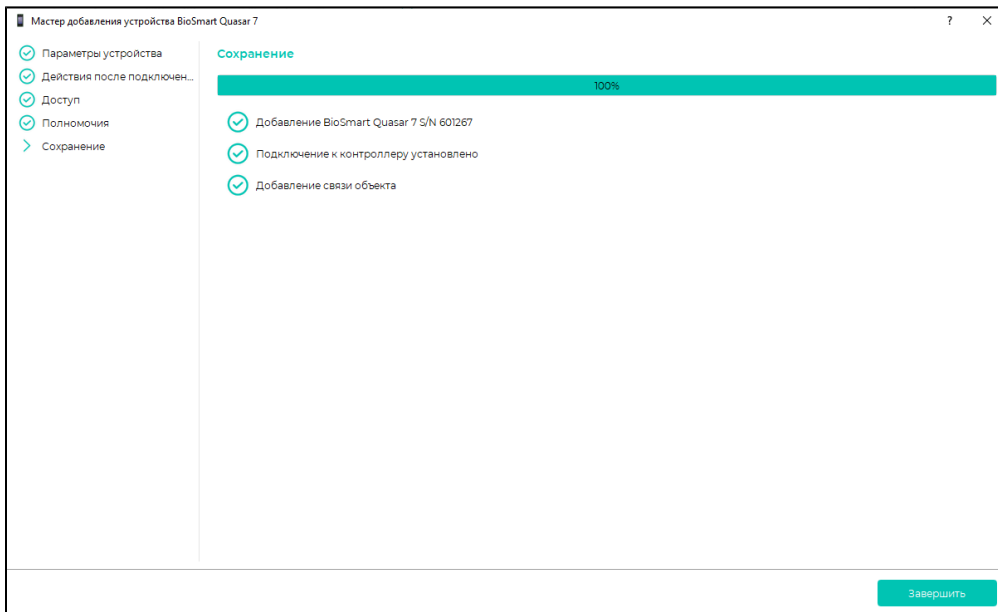 Мастер добавления устройства BioSmart Quasar 7
?
Параметры устройства
Действия после подключен...
Доступ
Полномочия
Сохранение
Сохранение
100%
Добавление BioSmart Quasar 7 S/N 601267
Подключение к контроллеру установлено
Добавление связи объекта
Завершить